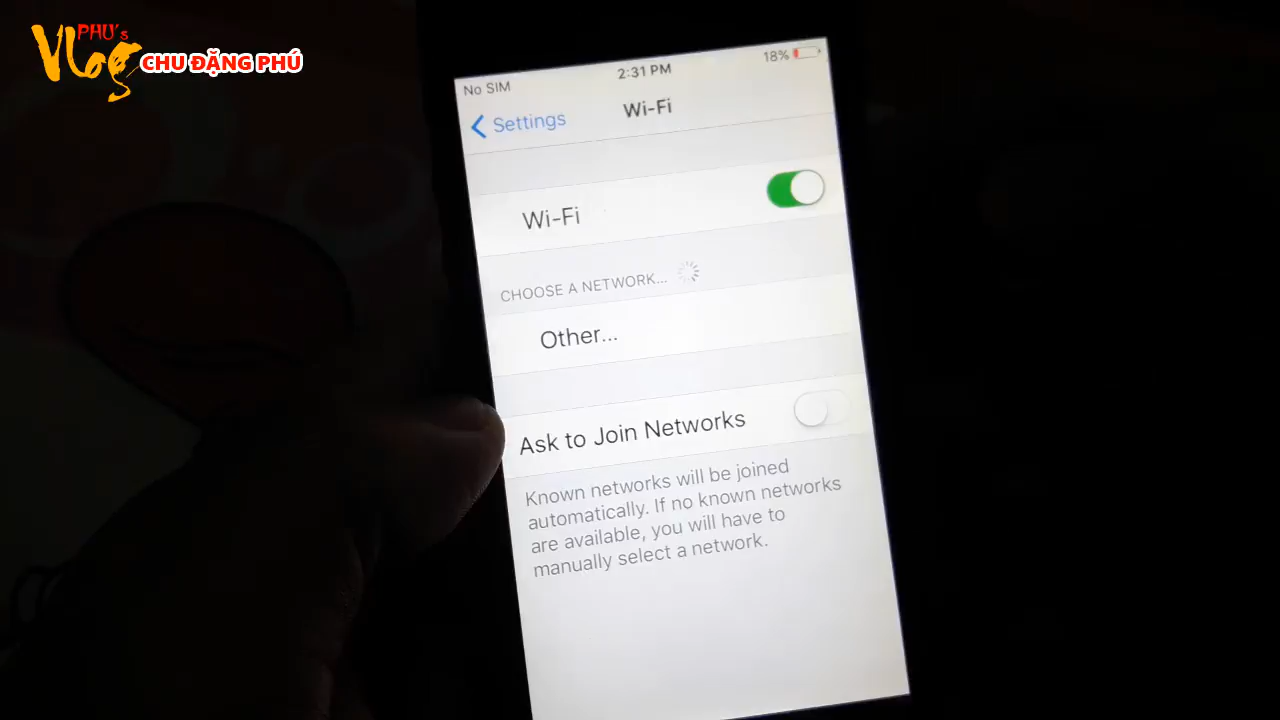 PHU's
Vlog
CHU ĐẶNG PHÚ
No SIM
2:31 PM
18%
Settings
Wi-Fi
Wi-Fi
CHOOSE A NETWORK...
Other...
Ask to Join Networks
Known networks will be joined
automatically. If no known networks
are available, you will have to
manually select a network.